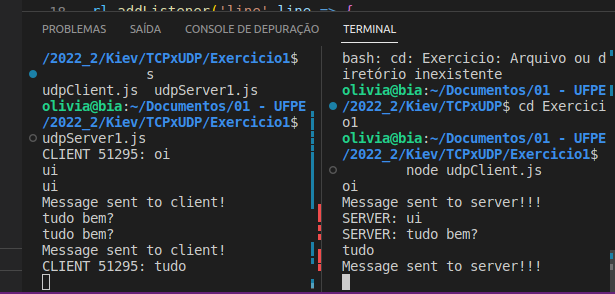 rl.addListener('line' line => {
PROBLEMAS SAÍDA CONSOLE DE DEPURAÇÃO TERMINAL
/2022_2/Kiev/TCPxUDP/Exercicio1$
s
udpClient.js udpServer1.js
olivia@bia:~/Documentos/01 - UFPE
/2022_2/Kiev/TCPxUDP/Exercicio1$
udpServer1.js
CLIENT 51295: oi
ui
ui
Message sent to client!
tudo bem?
tudo bem?
Message sent to client!
CLIENT 51295: tudo
bash: cd: Exercicio: Arquivo ou d
iretório inexistente
olivia@bia:~/Documentos/01 - UFPE
/2022_2/Kiev/TCPxUDP$ cd Exercici
o1
olivia@bia:~/Documentos/01 - UFPE
/2022_2/Kiev/TCPxUDP/Exercicio1$
node udpClient.js
oi
Message sent to server!!!
SERVER: ui
SERVER: tudo bem?
tudo
Message sent to server!!!